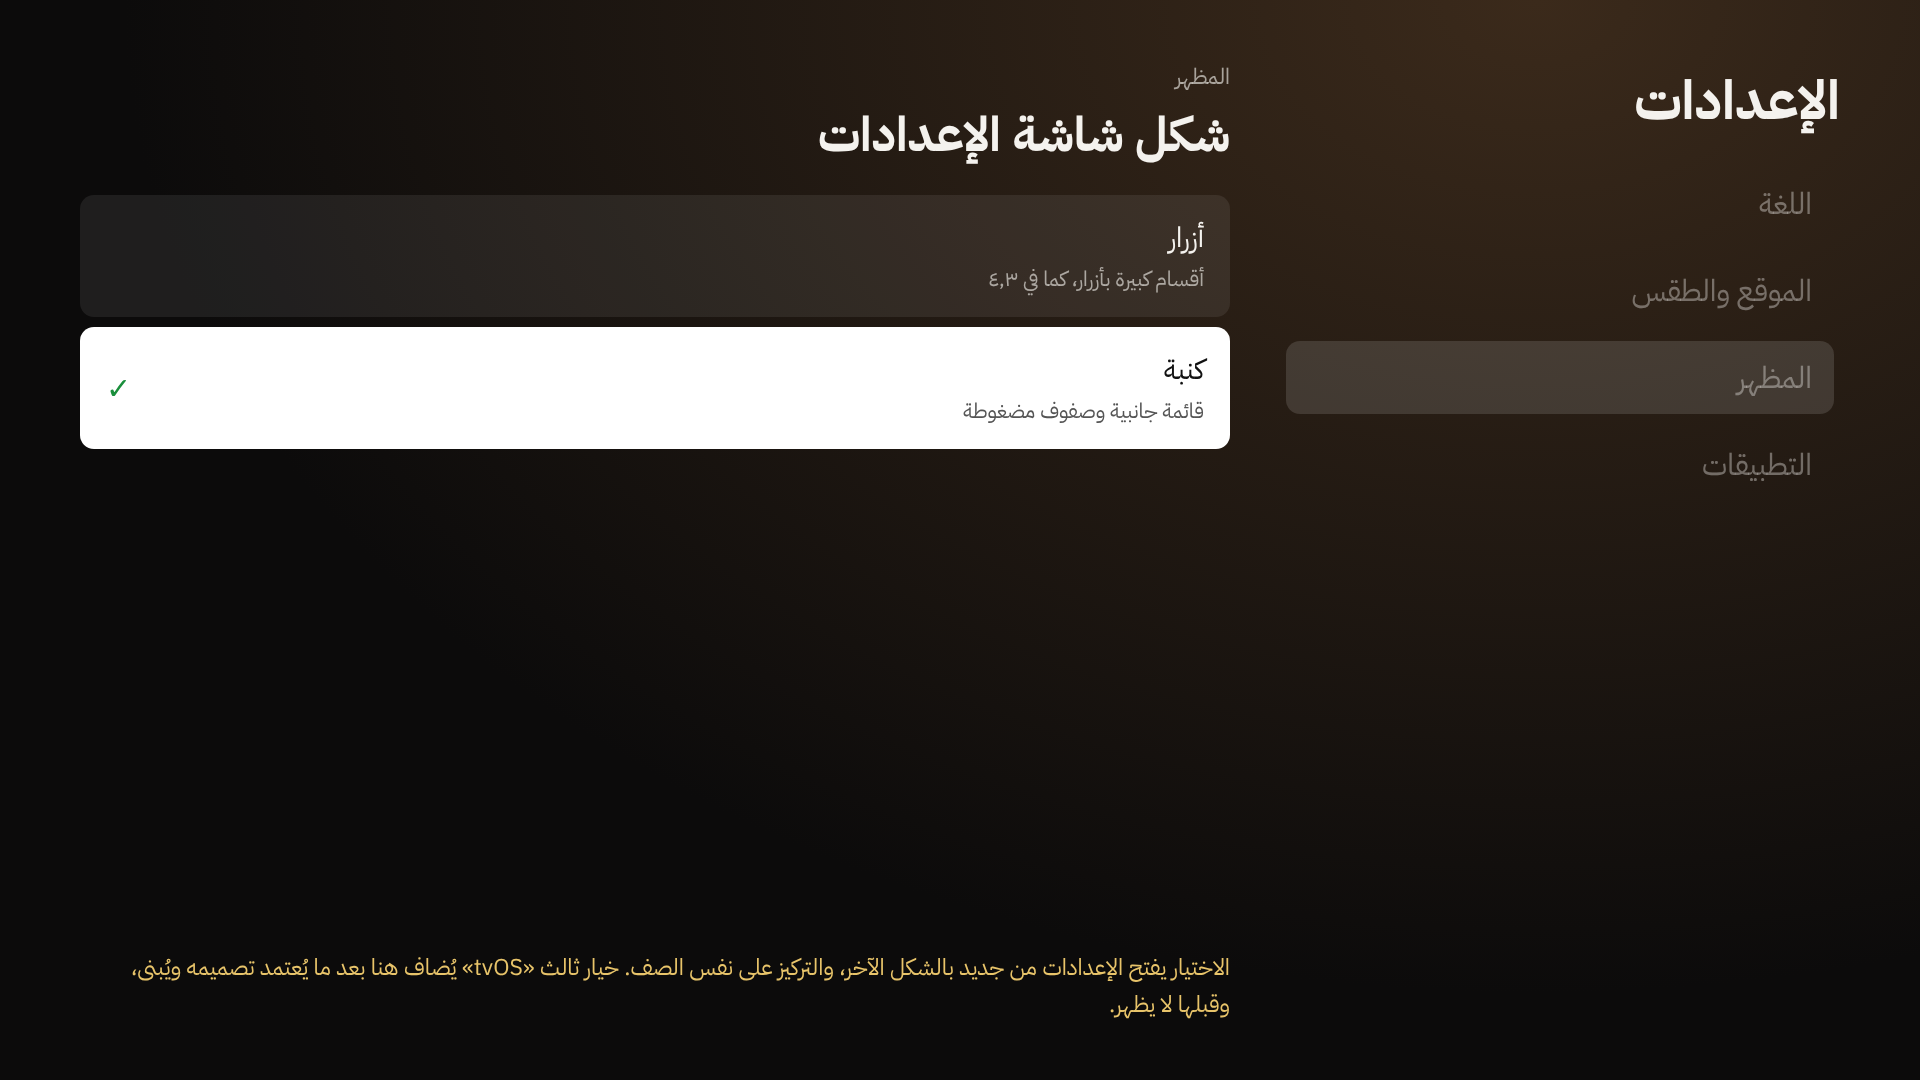 الإعدادات
اللغة
الموقع والطقس
المظهر
التطبيقات
المظهر
شكل شاشة الإعدادات
أزرار
أقسام كبيرة بأزرار، كما في ٤,٣
كنبة
قائمة جانبية وصفوف مضغوطة
✓
الاختيار يفتح الإعدادات من جديد بالشكل الآخر، والتركيز على نفس الصف. خيار ثالث «tvOS» يُضاف هنا بعد ما يُعتمد تصميمه ويُبنى،
وقبلها لا يظهر.